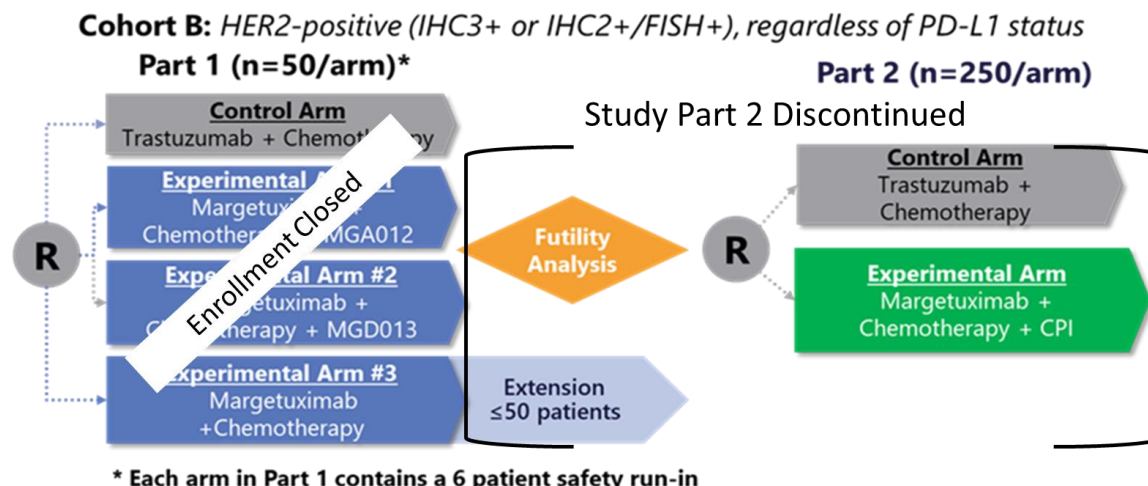 Cohort B: HER2-positive (IHC3+ or IHC2+/FISH+), regardless of PD-L1 status
Part 1 (n=50/arm)*
Part 2 (n=250/arm)
Study Part 2 Discontinued
Control Arm
Trastuzumab + Chemotherapy
Experimental Arm
Chemotherapy MGA012
Experimental Arm #2
Margetuximab +
Chemotherapy + MGD013
Experimental Arm #3
Margetuximab
+Chemotherapy
Enrollment Closed
R
Extension
≤50 patients
Futility
Analysis
R
Control Arm
Trastuzumab +
Chemotherapy
Experimental Arm
Margetuximab +
Chemotherapy + CPI
* Each arm in Part 1 contains a 6 patient safety run-in